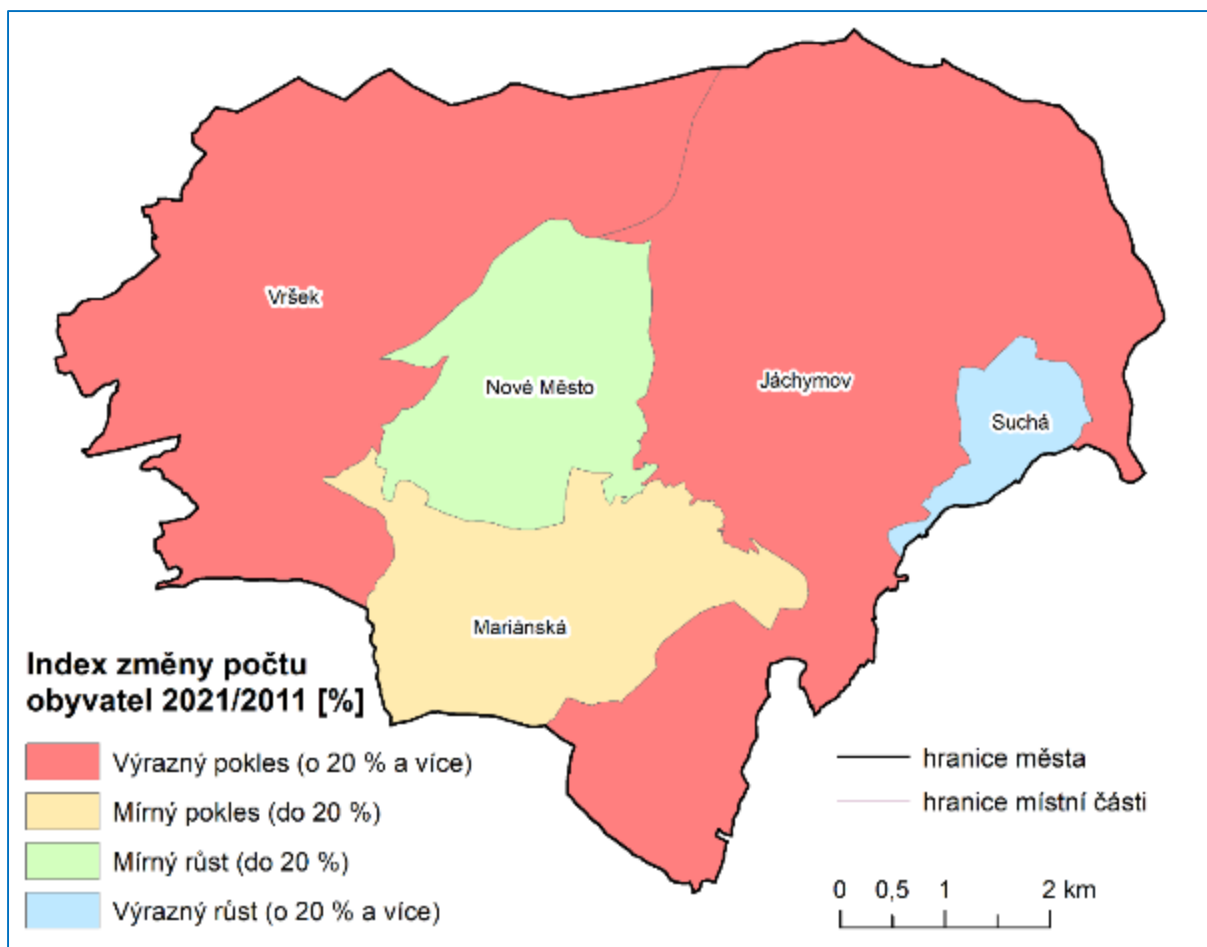 Vršek
Nové Město
Jáchymov
Suchá
Mariánská
Index změny počtu
obyvatel 2021/2011 [%]
Výrazný pokles (o 20 % a více)
Mírný pokles (do 20 %)
Mírný růst (do 20 %)
Výrazný růst (o 20 % a více)
hranice města
hranice místní části
0 0,5 1 2 km